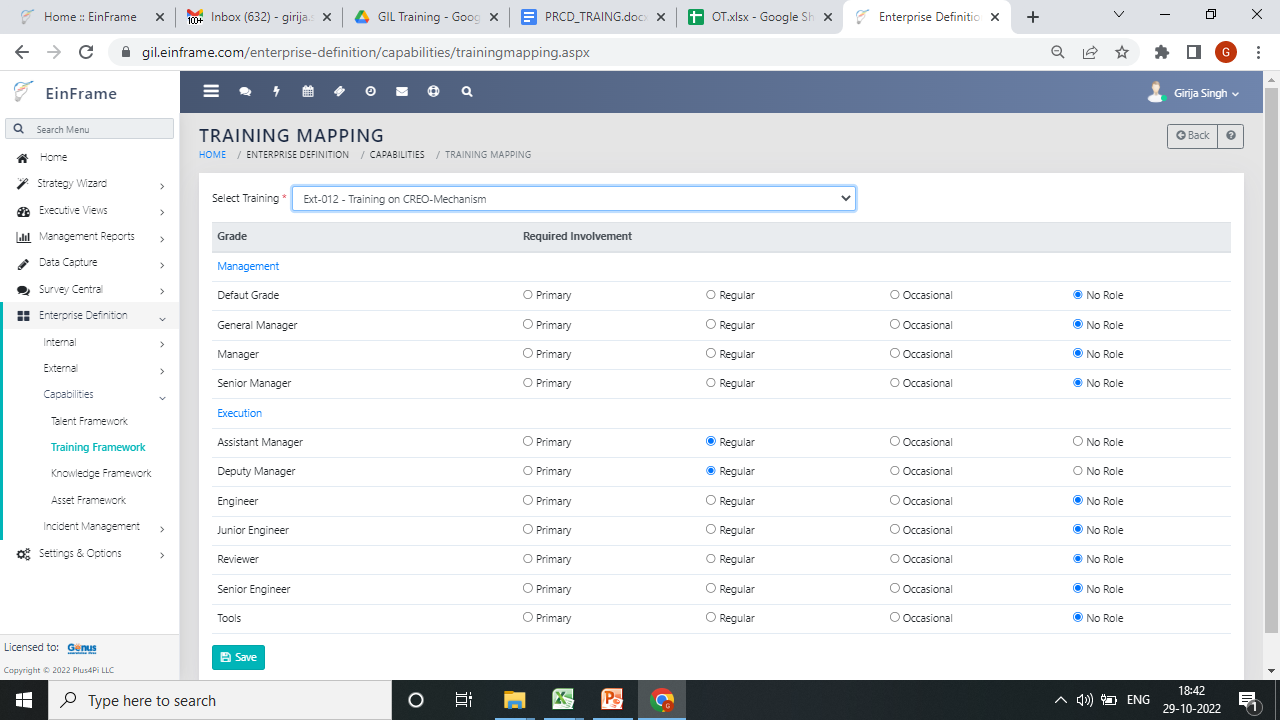 Home :: EinFrame
Inbox (632) - girija.s
GIL Training - Goog
PRCD_TRAING.docx
OT.xlsx - Google Sh
Enterprise Definitio
gil.einframe.com/enterprise-definition/capabilities/trainingmapping.aspx
G
EinFrame
Girija Singh
Search Menu
Home
Strategy Wizard
Executive Views
Management Reports
Data Capture
Survey Central
Enterprise Definition
Internal
External
Capabilities
Talent Framework
Training Framework
Knowledge Framework
Asset Framework
Incident Management
Settings & Options
Licensed to: Genus
Copyright © 2022 Plus4Pi LLC
TRAINING MAPPING
Back
HOME / ENTERPRISE DEFINITION / CAPABILITIES / TRAINING MAPPING
Select Training * Ext-012 - Training on CREO-Mechanism
Grade Required Involvement
Management
Defaut Grade Primary Regular Occasional No Role
General Manager Primary Regular Occasional No Role
Manager Primary Regular Occasional No Role
Senior Manager Primary Regular Occasional No Role
Execution
Assistant Manager Primary Regular Occasional No Role
Deputy Manager Primary Regular Occasional No Role
Engineer Primary Regular Occasional No Role
Junior Engineer Primary Regular Occasional No Role
Reviewer Primary Regular Occasional No Role
Senior Engineer Primary Regular Occasional No Role
Tools Primary Regular Occasional No Role
Save
Type here to search
ENG
18:42
29-10-2022
1